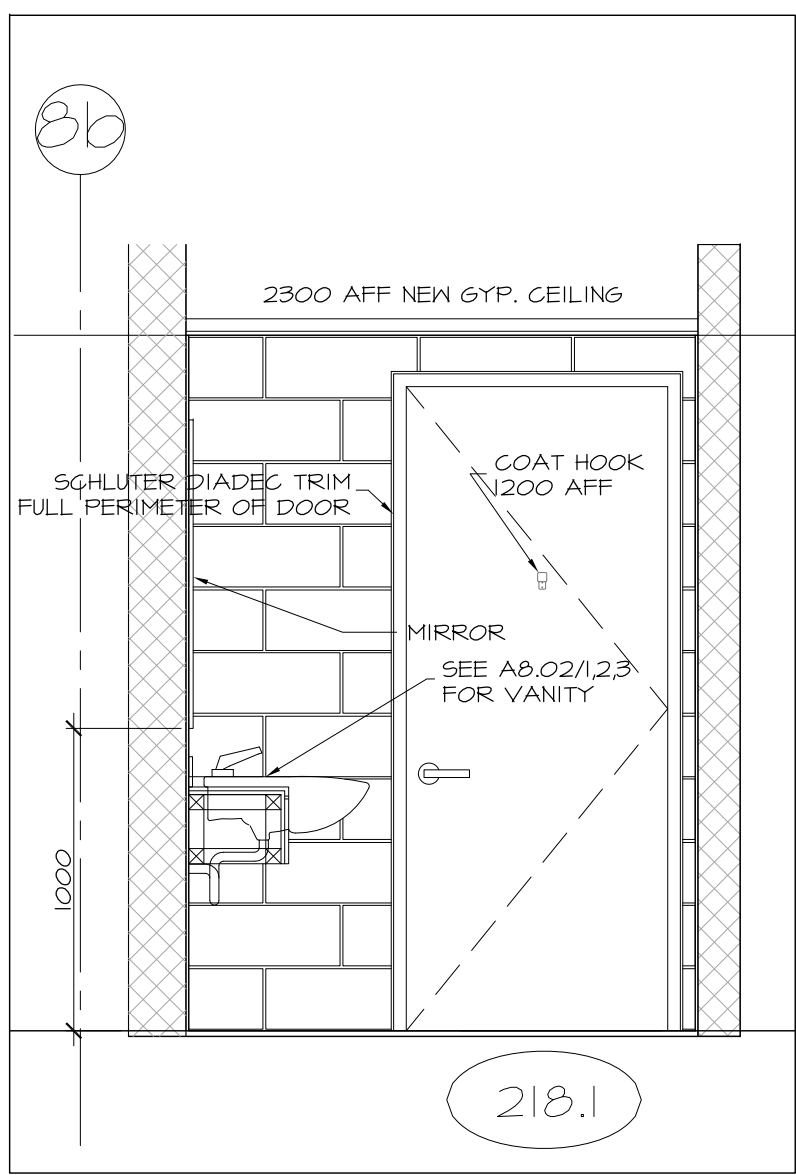 8b
2300 AFF NEW GYP. CEILING
SCHLUTER DIADEC TRIM
FULL PERIMETER OF DOOR
COAT HOOK
1200 AFF
MIRROR
SEE A8.02/1,2,3
FOR VANITY
1000
218.1